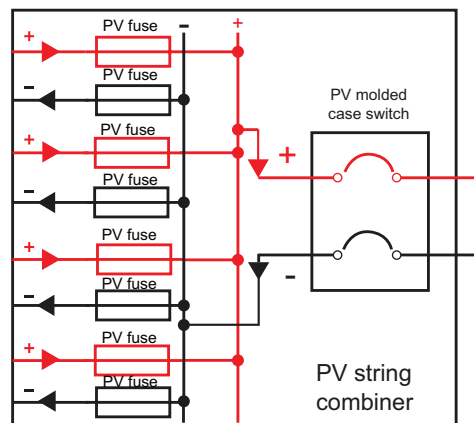 PV fuse
- +
+
PV fuse
-
PV fuse
+
PV molded
case switch
+
PV fuse
-
PV fuse
+
-
PV fuse
-
PV fuse
+
PV string
combiner
PV fuse
-